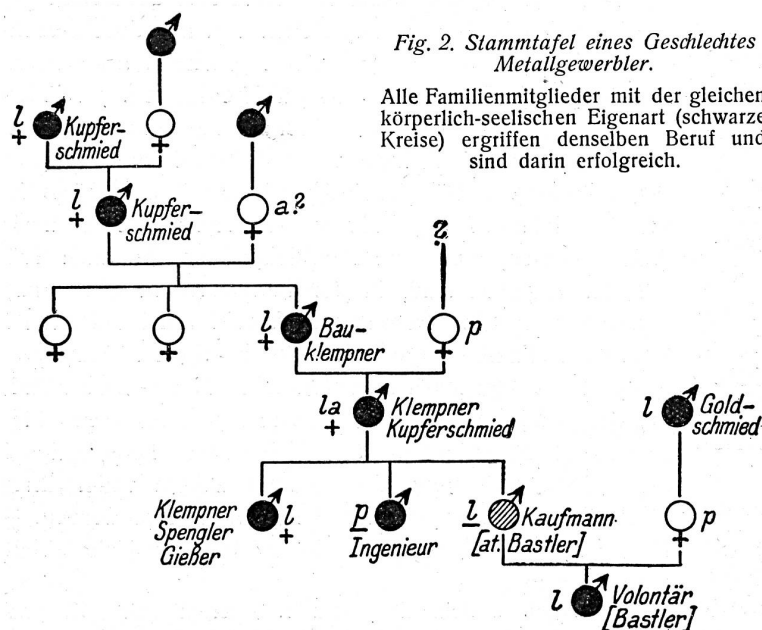 Fig. 2. Stammtafel eines Geschlechtes
Metallgewerbler.
Alle Familienmitglieder mit der gleichen
körperlich-seelischen Eigenart (schwarze
Kreise) ergriffen denselben Beruf und
sind darin erfolgreich.
l
+
Kupfer-
schmied
l
+
Kupfer-
schmied
a?
?
l
+
Bau-
klempner
p
la
+
Klempner
Kupferschmied
l
Gold-
schmied
Klempner
Spengler
Gießer
l
+
p
Ingenieur
l
Kaufmann
[at. Bastler]
p
l
Volontär
[Bastler]